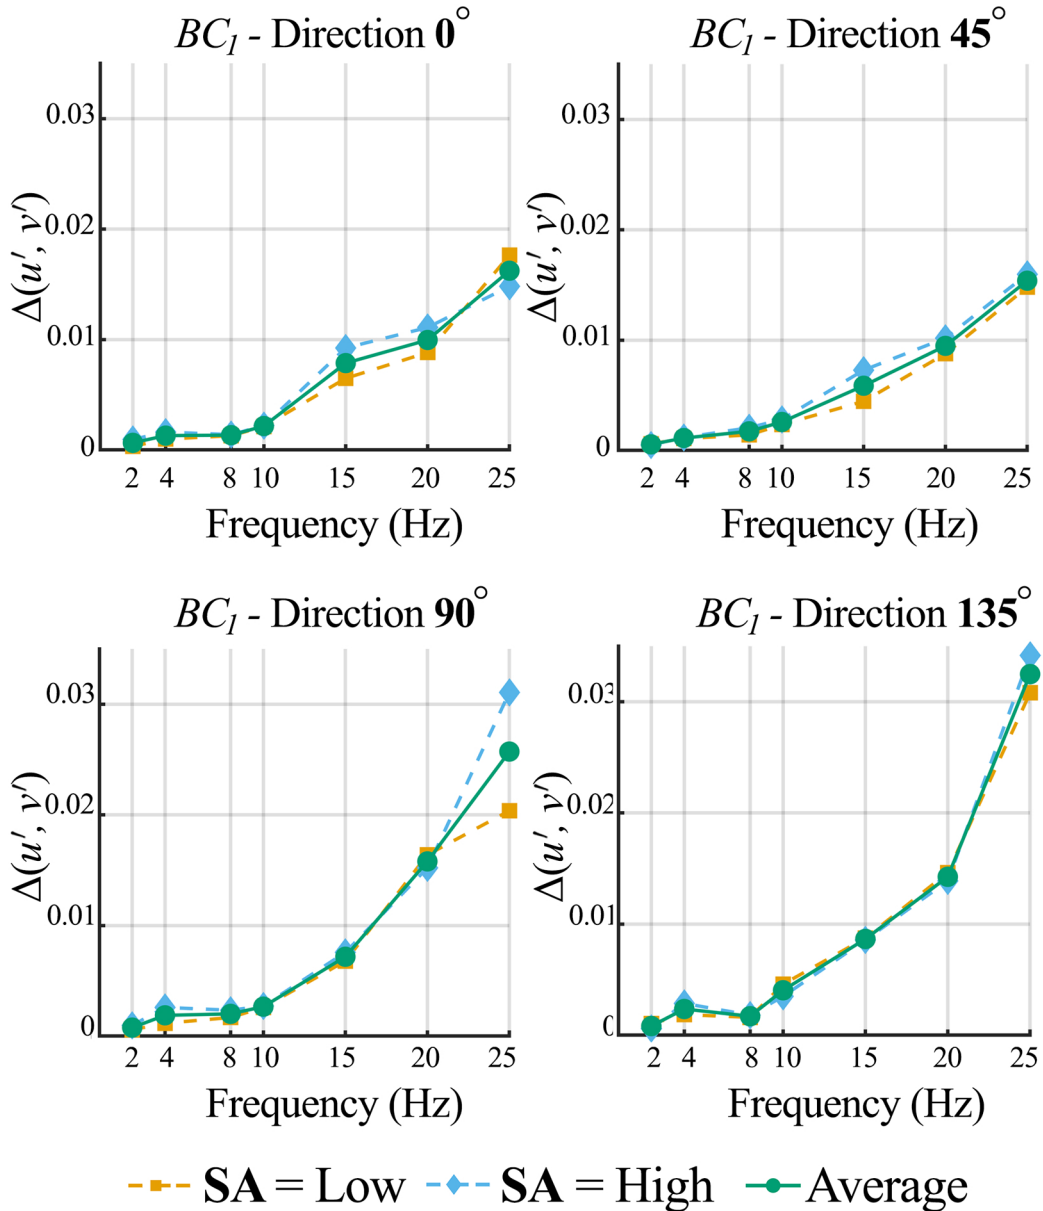 BC1 - Direction 0°
BC1 - Direction 45°
0.03
0.02
0.01
0
Δ(u′, v′)
2 4 8 10 15 20 25
Frequency (Hz)
0.03
0.02
0.01
0
Δ(u′, v′)
2 4 8 10 15 20 25
Frequency (Hz)
BC1 - Direction 90°
BC1 - Direction 135°
0.03
0.02
0.01
0
Δ(u′, v′)
2 4 8 10 15 20 25
Frequency (Hz)
0.03
0.02
0.01
0
Δ(u′, v′)
2 4 8 10 15 20 25
Frequency (Hz)
SA = Low SA = High Average